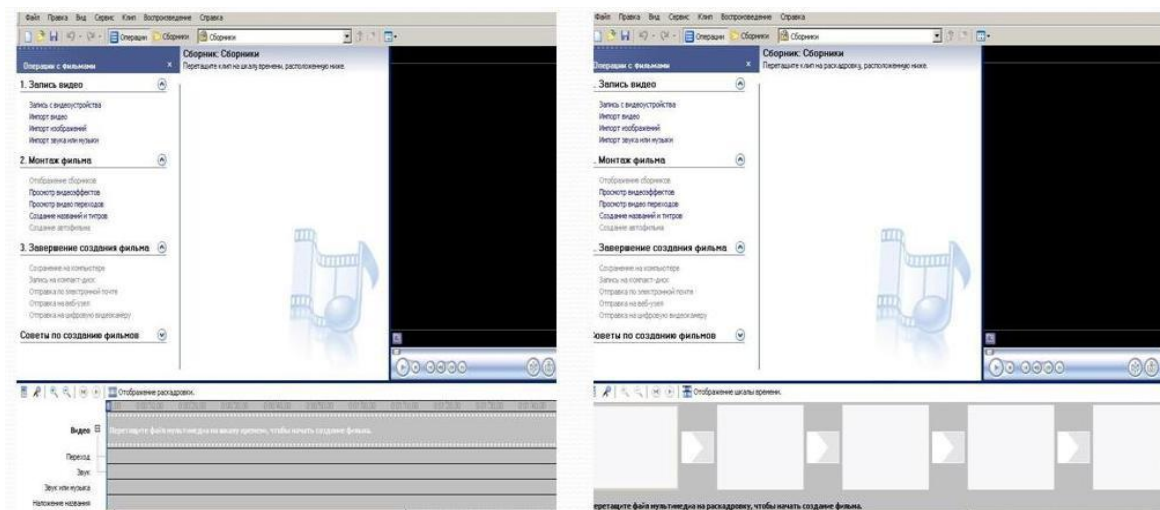 Файл Правка Вид Сервис Клип Воспроизведение Справка
Операции Сборники Сборники
Операции с фильмами x
Сборник: Сборники
Перетащите клип на шкалу времени, расположенную ниже.
1. Запись видео
Запись с видеоустройства
Импорт видео
Импорт изображений
Импорт звука или музыки
2. Монтаж фильма
Отображение сборников
Просмотр видеоэффектов
Просмотр видео переходов
Создание названий и титров
Создание автофильма
3. Завершение создания фильма
Сохранение на компьютере
Запись на компакт-диск
Отправка по электронной почте
Отправка на веб-узел
Отправка на цифровую видеокамеру
Советы по созданию фильмов
Отображение раскадровки.
Видео
Перетащите файл мультимедиа на шкалу времени, чтобы начать создание фильма.
Переход
Звук
Звук или музыка
Наложение названия
Файл Правка Вид Сервис Клип Воспроизведение Справка
Операции Сборники Сборники
Операции с фильмами x
Сборник: Сборники
Перетащите клип на раскадровку, расположенную ниже.
. Запись видео
Запись с видеоустройства
Импорт видео
Импорт изображений
Импорт звука или музыки
. Монтаж фильма
Отображение сборников
Просмотр видеоэффектов
Просмотр видео переходов
Создание названий и титров
Создание автофильма
. Завершение создания фильма
Сохранение на компьютере
Запись на компакт-диск
Отправка по электронной почте
Отправка на веб-узел
Отправка на цифровую видеокамеру
Советы по созданию фильмов
Отображение шкалы времени.
еретащите файл мультимедиа на раскадровку, чтобы начать создание фильма.